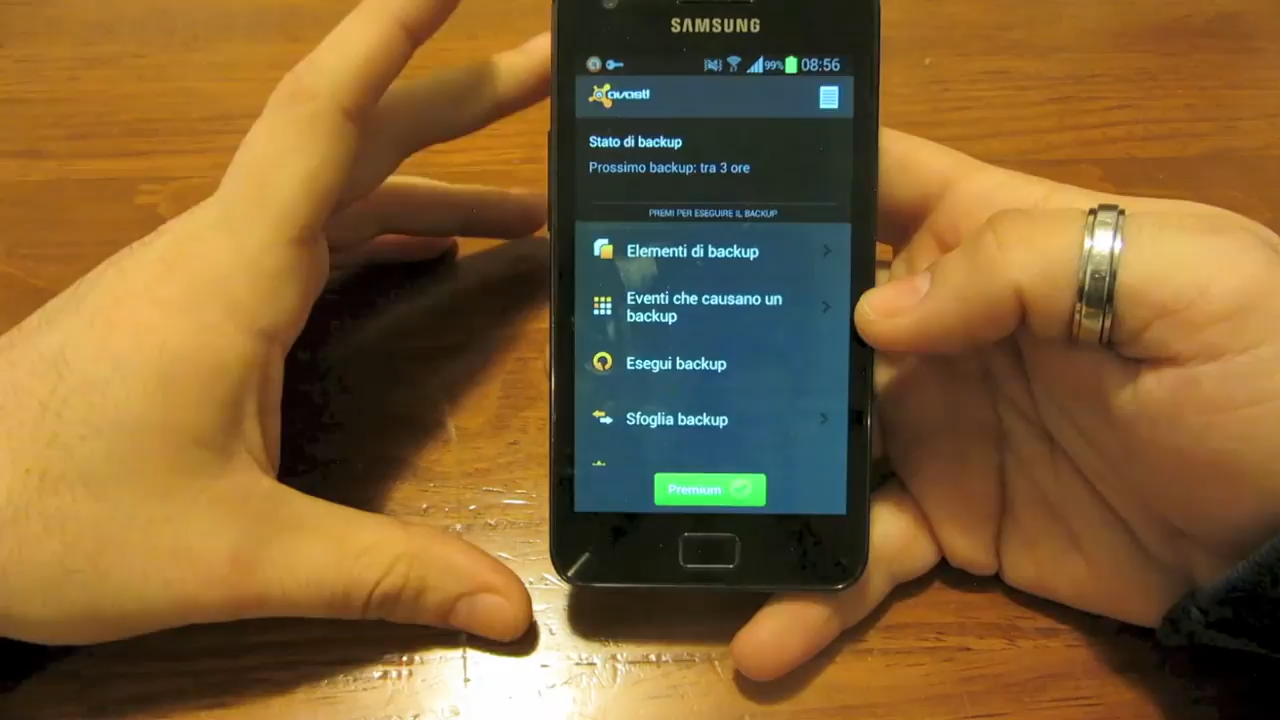 SAMSUNG
99% 08:56
avast!
Stato di backup
Prossimo backup: tra 3 ore
PREMI PER ESEGUIRE IL BACKUP
Elementi di backup
Eventi che causano un
backup
Esegui backup
Sfoglia backup
Premium